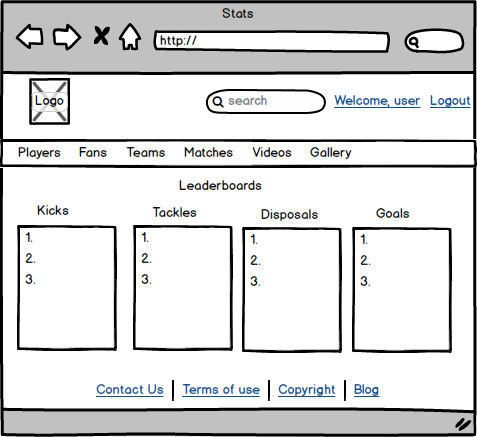 Stats
http://
Logo
search
Welcome, user Logout
Players Fans Teams Matches Videos Gallery
Leaderboards
Kicks
1.
2.
3.
Tackles
1.
2.
3.
Disposals
1.
2.
3.
Goals
1.
2.
3.
Contact Us Terms of use Copyright Blog